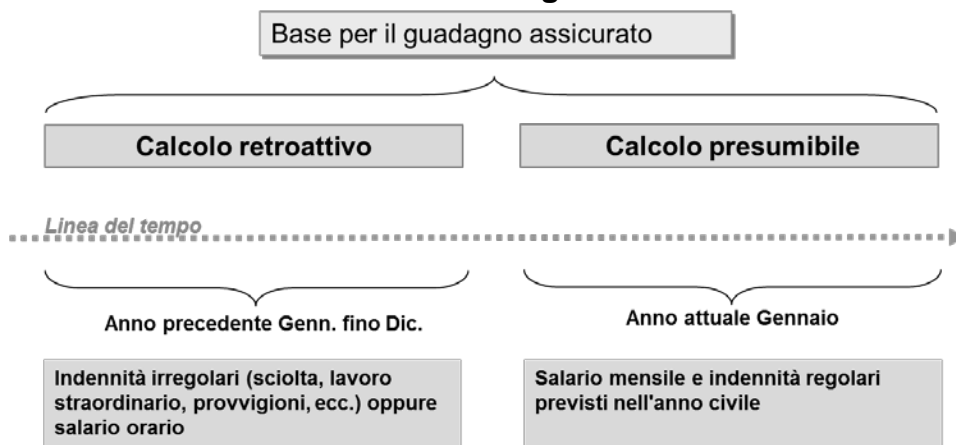 Base per il guadagno assicurato
Calcolo retroattivo
Calcolo presumibile
Linea del tempo
Anno precedente Genn. fino Dic.
Anno attuale Gennaio
Indennità irregolari (sciolta, lavoro
straordinario, provvigioni, ecc.) oppure
salario orario
Salario mensile e indennità regolari
previsti nell'anno civile